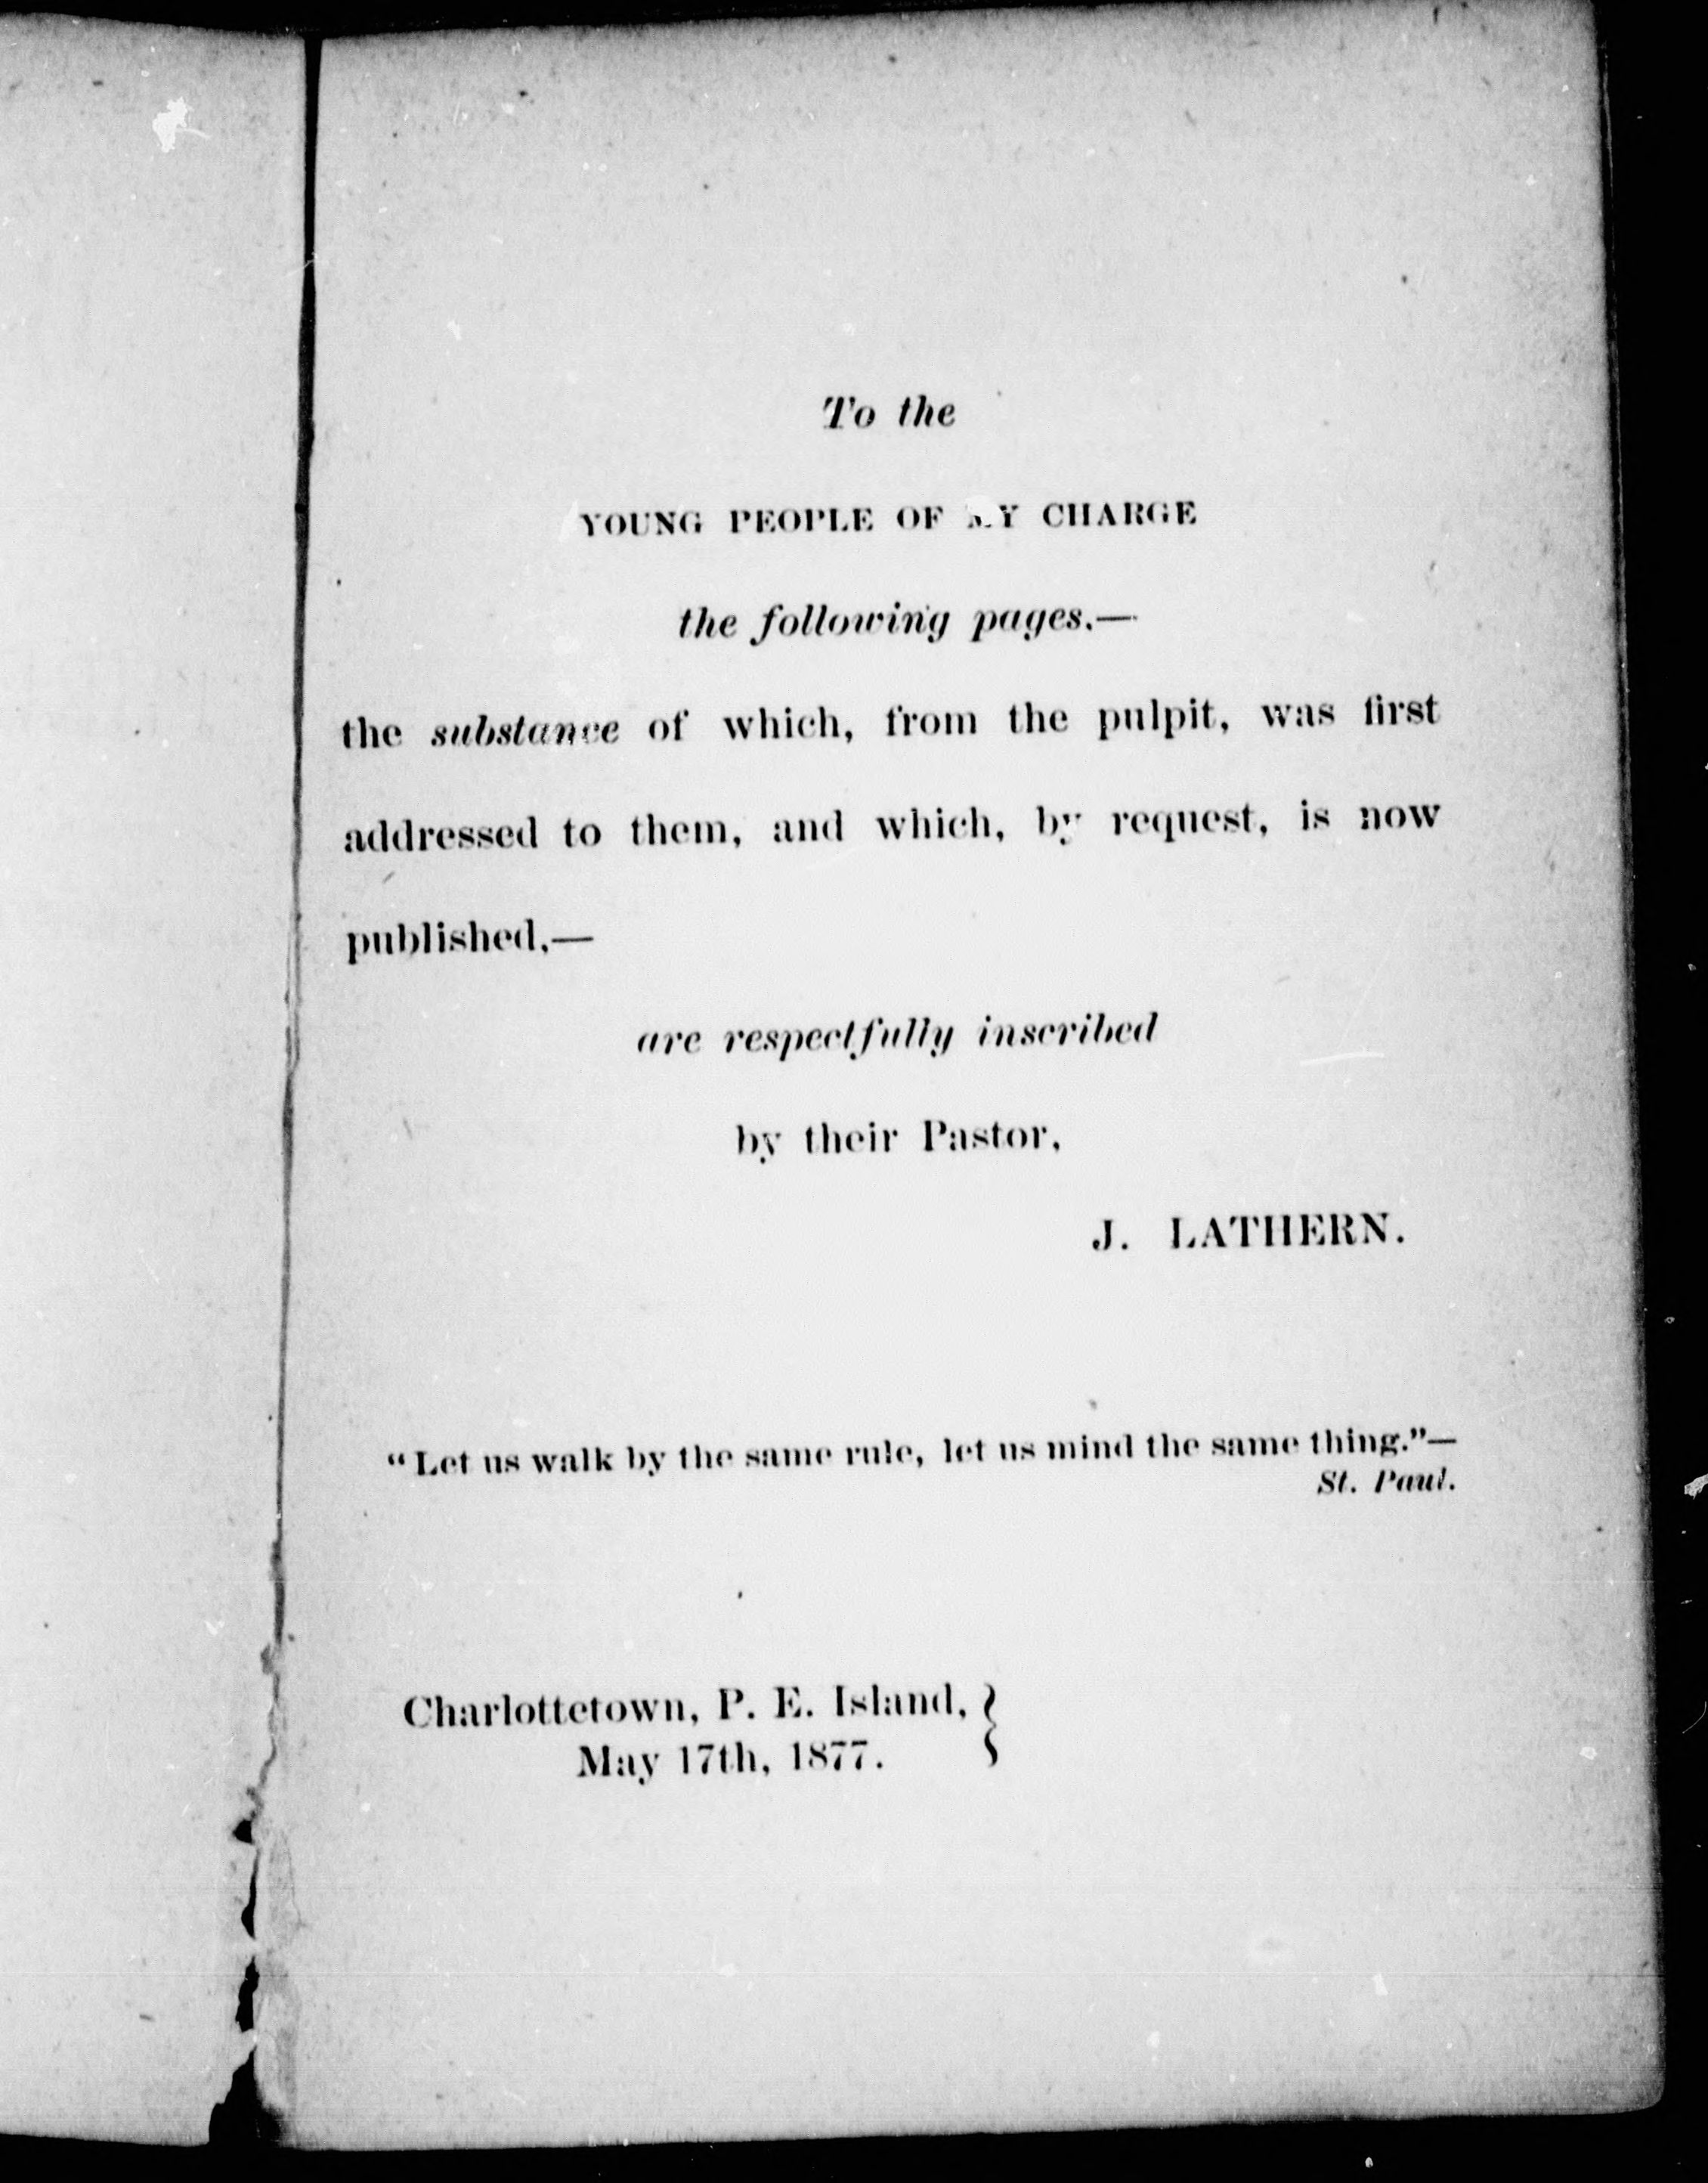 To the
YOUNG PEOPLE OF MY CHARGE
the following pages,—
the substance of which, from the pulpit, was first
addressed to them, and which, by request, is now
published,—
are respectfully inscribed
by their Pastor,
J. LATHERN.
“Let us walk by the same rule, let us mind the same thing.”—
St. Paul.
Charlottetown, P. E. Island,
May 17th, 1877.